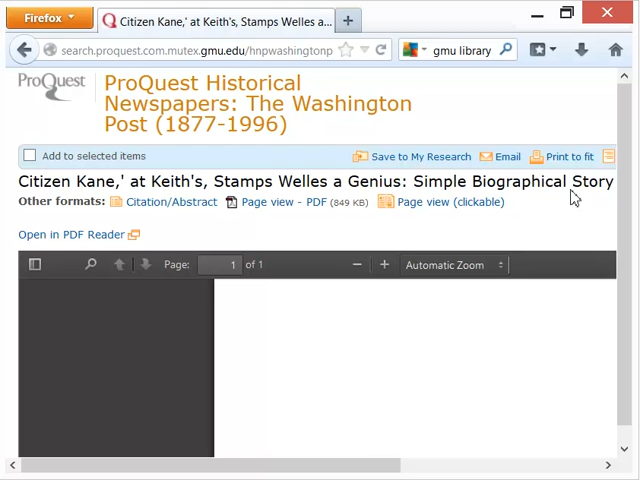 Firefox
Citizen Kane,' at Keith's, Stamps Welles a...
search.proquest.com.mutex.gmu.edu/hnpwashingtonp
gmu library
ProQuest
ProQuest Historical
Newspapers: The Washington
Post (1877-1996)
Add to selected items
Save to My Research
Email
Print to fit
Citizen Kane,' at Keith's, Stamps Welles a Genius: Simple Biographical Story
Other formats:
Citation/Abstract
Page view - PDF (849 KB)
Page view (clickable)
Open in PDF Reader
Page: 1 of 1
Automatic Zoom